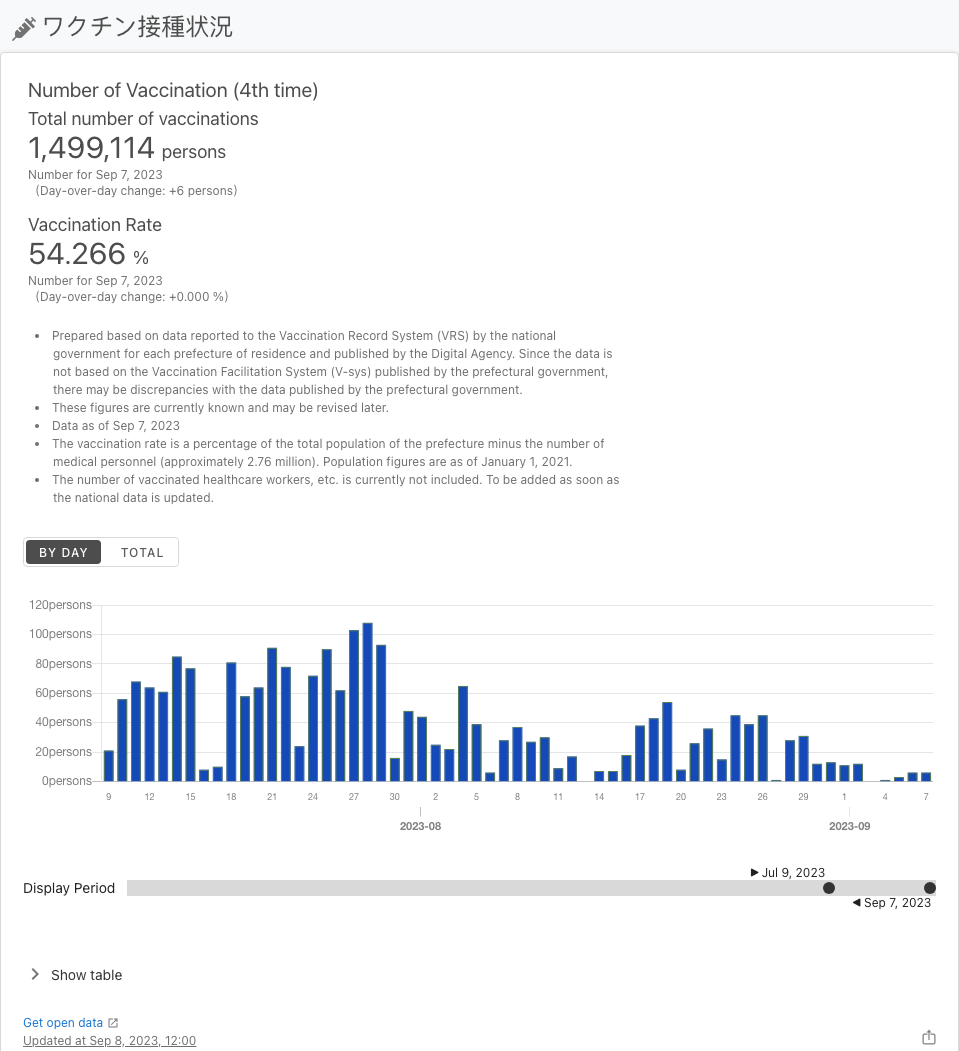 ワクチン接種状況
Number of Vaccination (4th time)
Total number of vaccinations
1,499,114 persons
Number for Sep 7, 2023
(Day-over-day change: +6 persons)
Vaccination Rate
54.266 %
Number for Sep 7, 2023
(Day-over-day change: +0.000 %)
• Prepared based on data reported to the Vaccination Record System (VRS) by the national
government for each prefecture of residence and published by the Digital Agency. Since the data is
not based on the Vaccination Facilitation System (V-sys) published by the prefectural government,
there may be discrepancies with the data published by the prefectural government.
• These figures are currently known and may be revised later.
• Data as of Sep 7, 2023
• The vaccination rate is a percentage of the total population of the prefecture minus the number of
medical personnel (approximately 2.76 million). Population figures are as of January 1, 2021.
• The number of vaccinated healthcare workers, etc. is currently not included. To be added as soon as
the national data is updated.
BY DAY TOTAL
120persons
100persons
80persons
60persons
40persons
20persons
0persons
9 12 15 18 21 24 27 30 2 5 8 11 14 17 20 23 26 29 1 4 7
2023-08 2023-09
▶ Jul 9, 2023
Display Period
◀ Sep 7, 2023
Show table
Get open data
Updated at Sep 8, 2023, 12:00